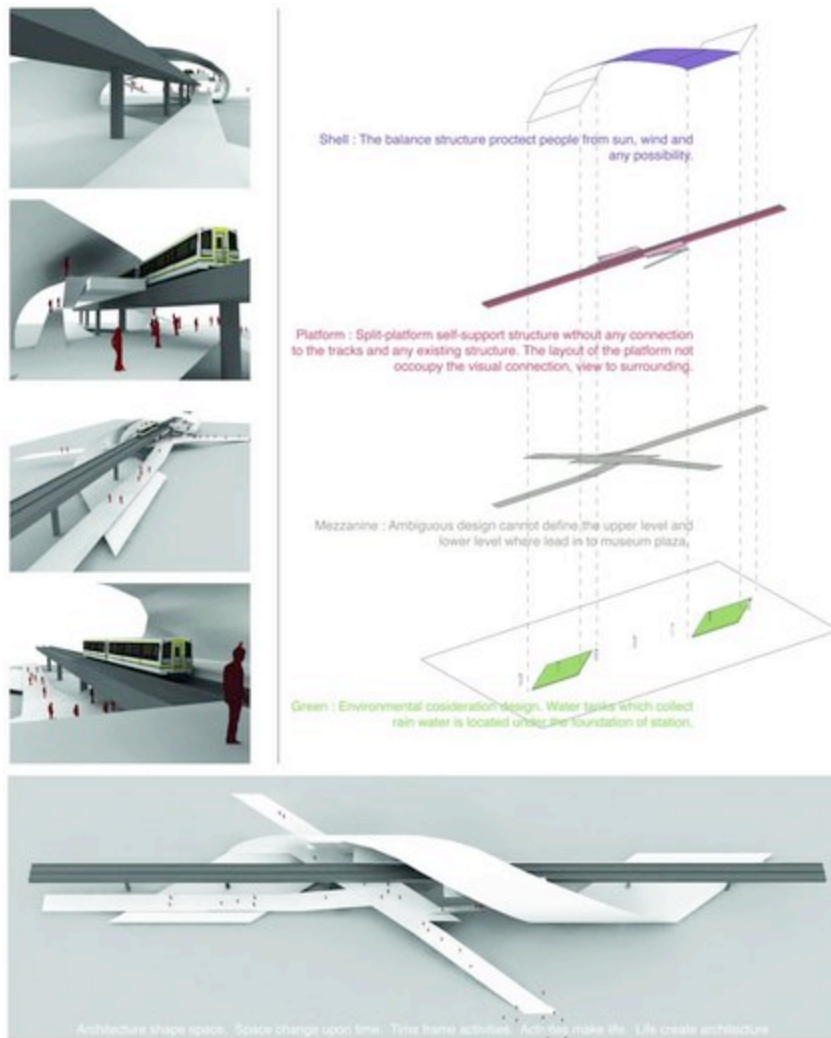 Shell : The balance structure proctect people from sun, wind and
any possibility.
Platform : Split-platform self-support structure wthout any connection
to the tracks and any existing structure. The layout of the platform not
occoupy the visual connection, view to surrounding.
Mezzanine : Ambiguous design cannot define the upper level and
lower level where lead in to museum plaza.
Green : Environmental cosideration design. Water tanks which collect
rain water is located under the foundation of station.
Architecture shape space. Space change upon time. Time frame activities. Activites make life. Life create architecture